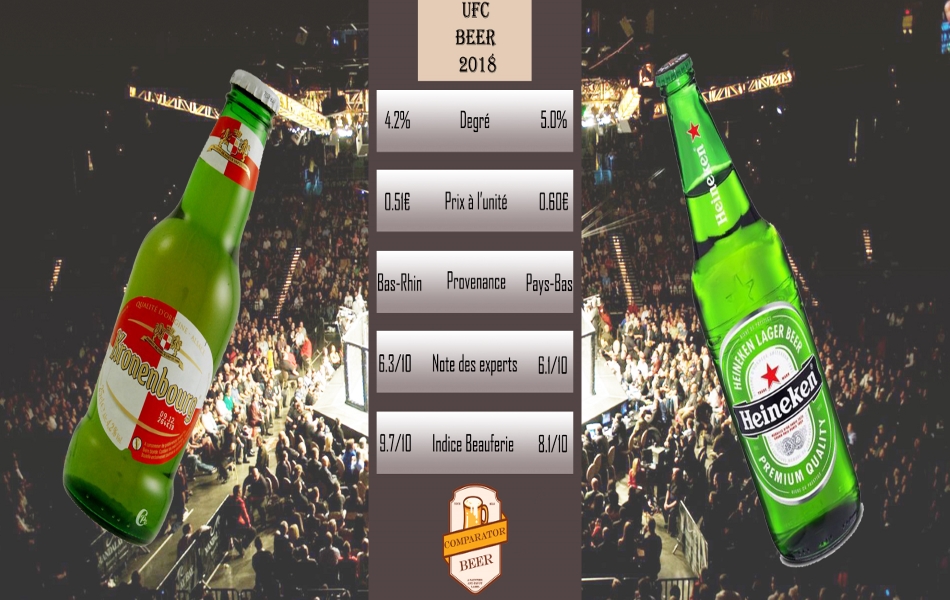 UFC
BEER
2018
4.2% Degré 5.0%
0.51€ Prix à l'unité 0.60€
Bas-Rhin Provenance Pays-Bas
6.3/10 Note des experts 6.1/10
9.7/10 Indice Beauferie 8.1/10
COMPARATOR
BEER
Kronenbourg
Heineken
HEINEKEN LAGER BEER
Heineken
PREMIUM QUALITY